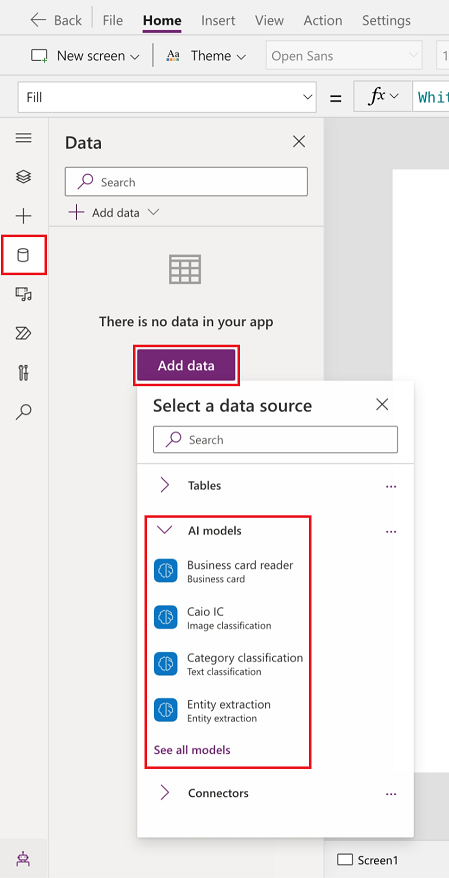 Back File Home Insert View Action Settings
New screen Aa Theme Open Sans 1
Fill = fx Whit
Data
Search
Add data
There is no data in your app
Add data
Select a data source
Search
Tables ...
AI models ...
Business card reader
Business card
Caio IC
Image classification
Category classification
Text classification
Entity extraction
Entity extraction
See all models
Connectors ...
Screen1